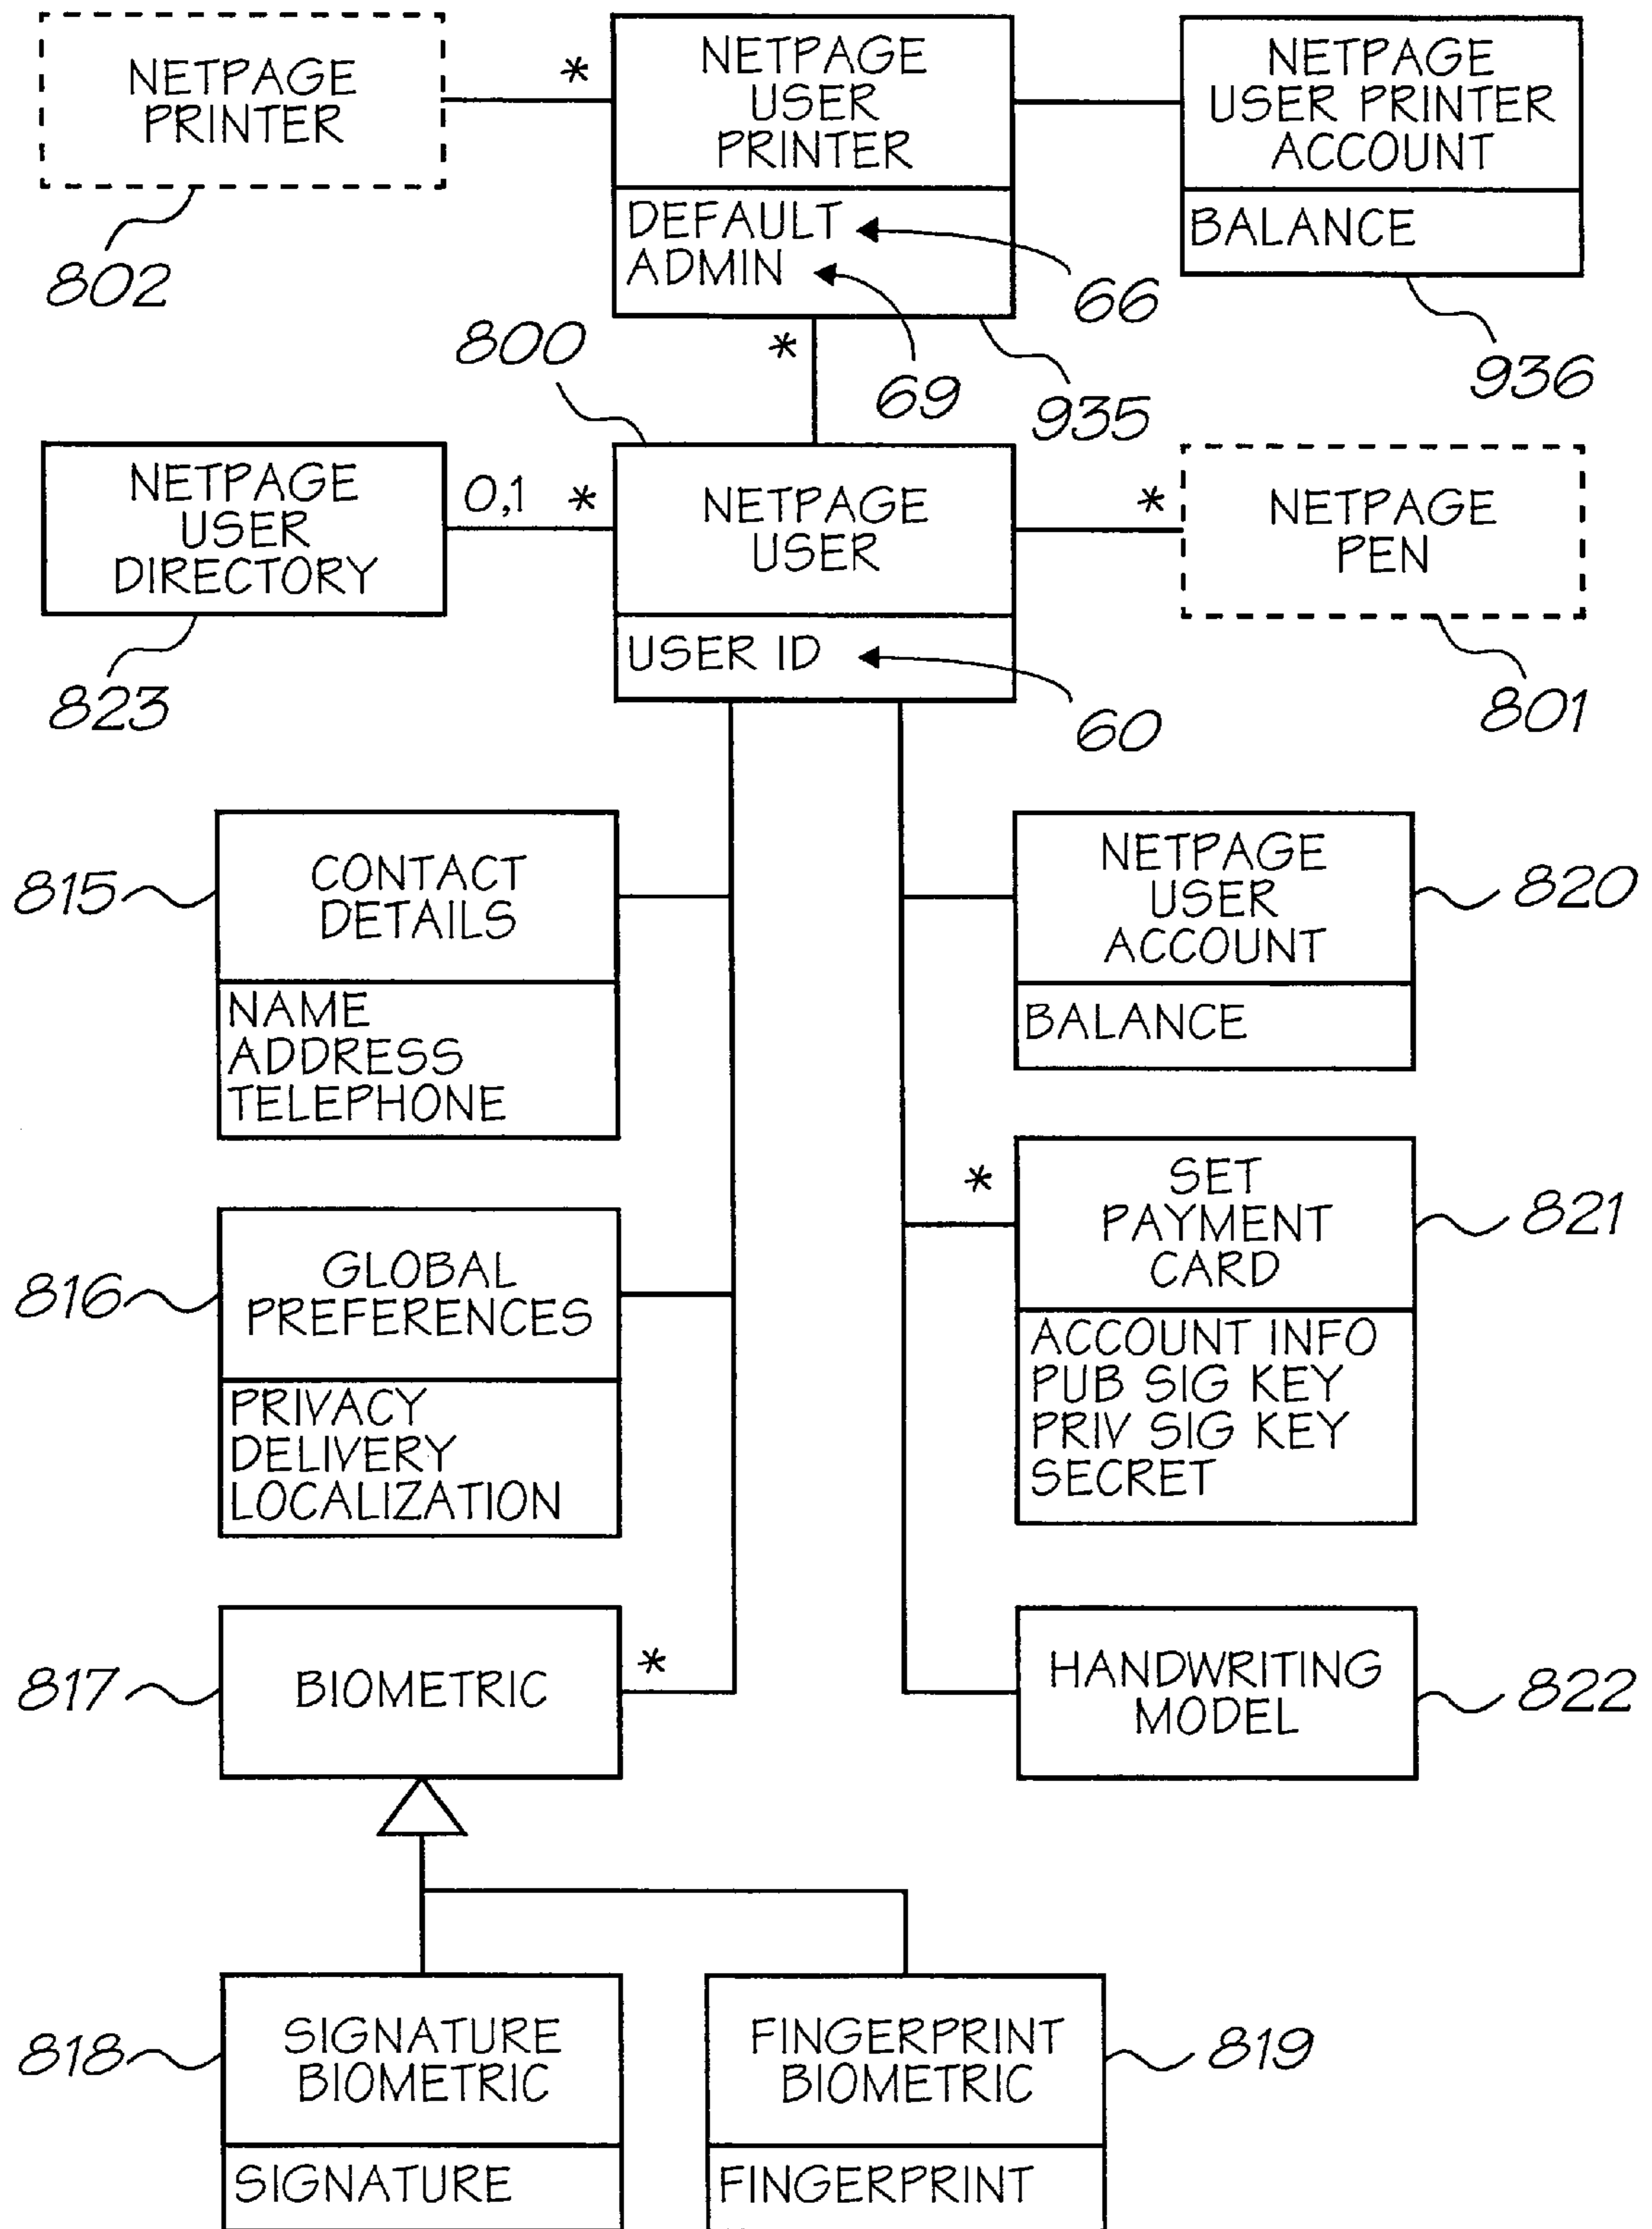 NETPAGE
PRINTER
802
*
NETPAGE
USER
PRINTER
DEFAULT
ADMIN
66
69
935
*
NETPAGE
USER PRINTER
ACCOUNT
BALANCE
936
800
NETPAGE
USER
DIRECTORY
823
0,1 *
NETPAGE
USER
USER ID
60
*
NETPAGE
PEN
801
815
CONTACT
DETAILS
NAME
ADDRESS
TELEPHONE
NETPAGE
USER
ACCOUNT
BALANCE
820
816
GLOBAL
PREFERENCES
PRIVACY
DELIVERY
LOCALIZATION
*
SET
PAYMENT
CARD
ACCOUNT INFO
PUB SIG KEY
PRIV SIG KEY
SECRET
821
817
BIOMETRIC
*
HANDWRITING
MODEL
822
818
SIGNATURE
BIOMETRIC
SIGNATURE
FINGERPRINT
BIOMETRIC
FINGERPRINT
819